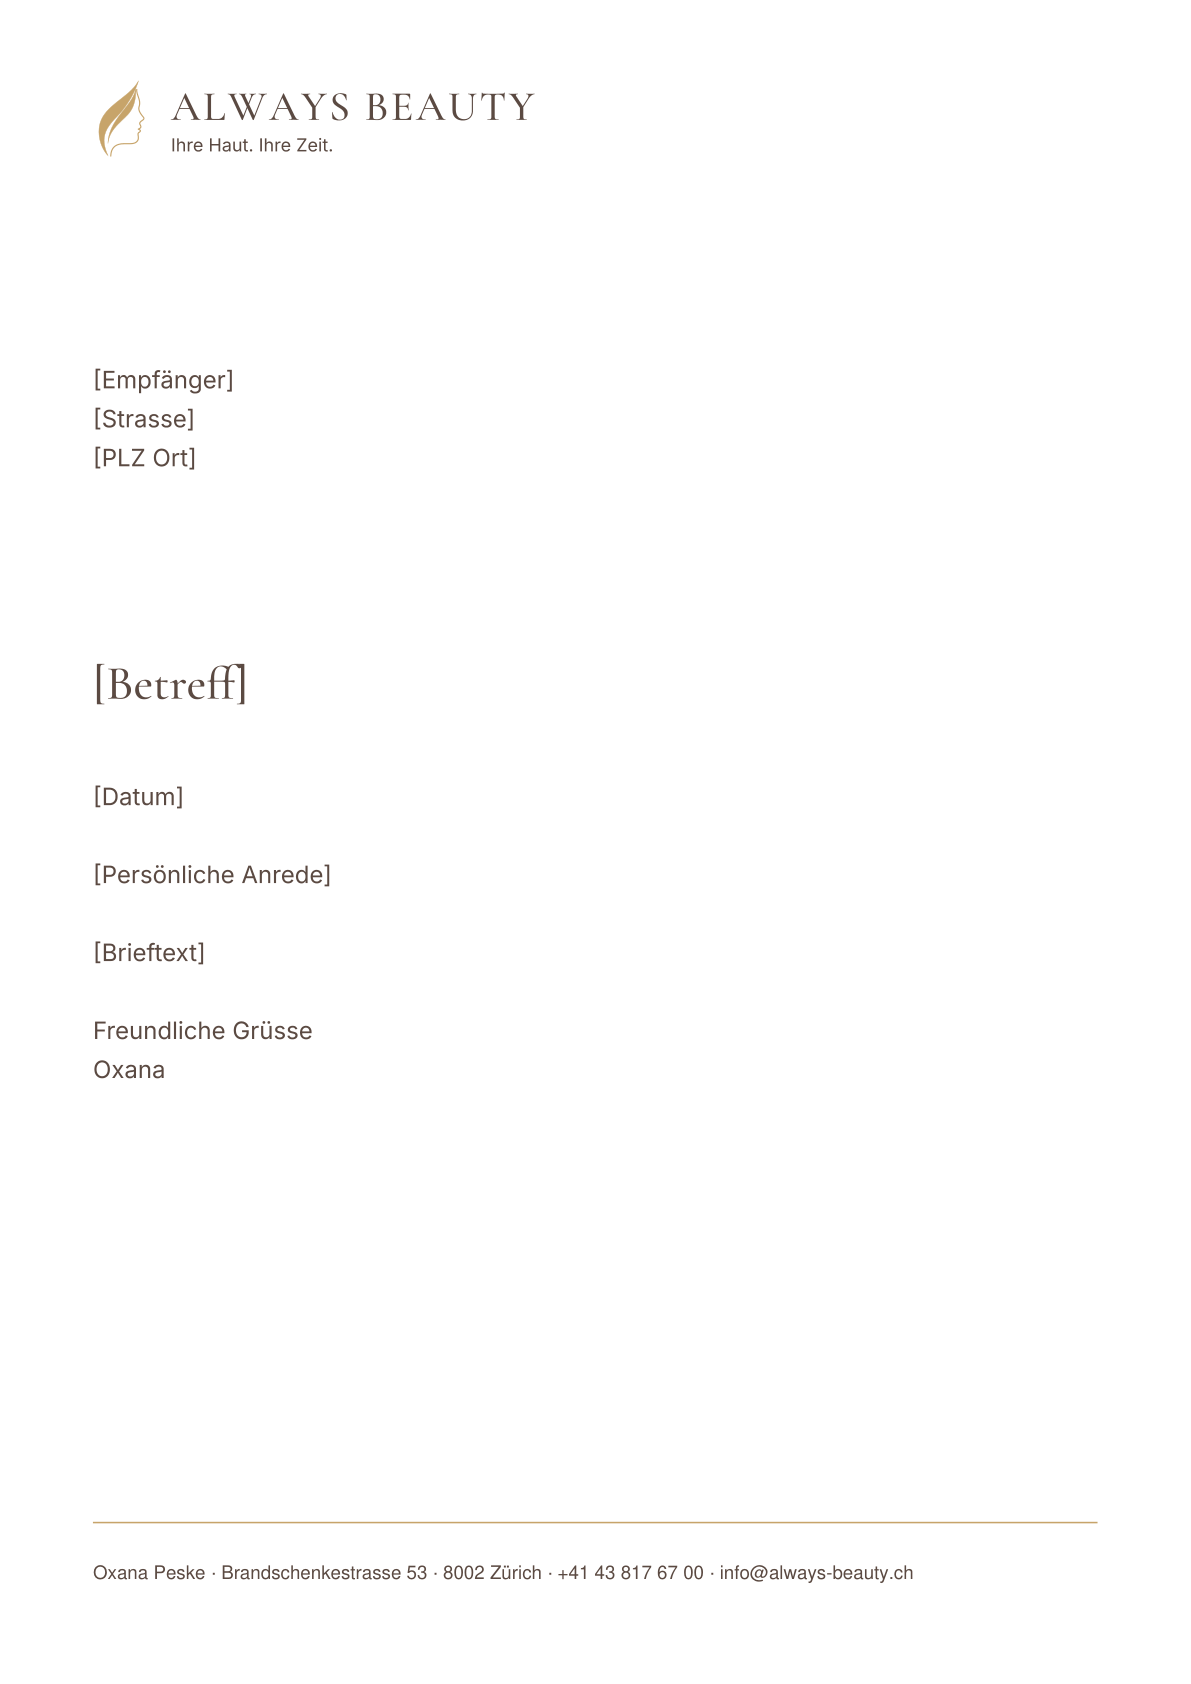 ALWAYS BEAUTY
Ihre Haut. Ihre Zeit.
[Empfänger]
[Strasse]
[PLZ Ort]
[Betreff]
[Datum]
[Persönliche Anrede]
[Brieftext]
Freundliche Grüsse
Oxana
Oxana Peske · Brandschenkestrasse 53 · 8002 Zürich · +41 43 817 67 00 · info@always-beauty.ch